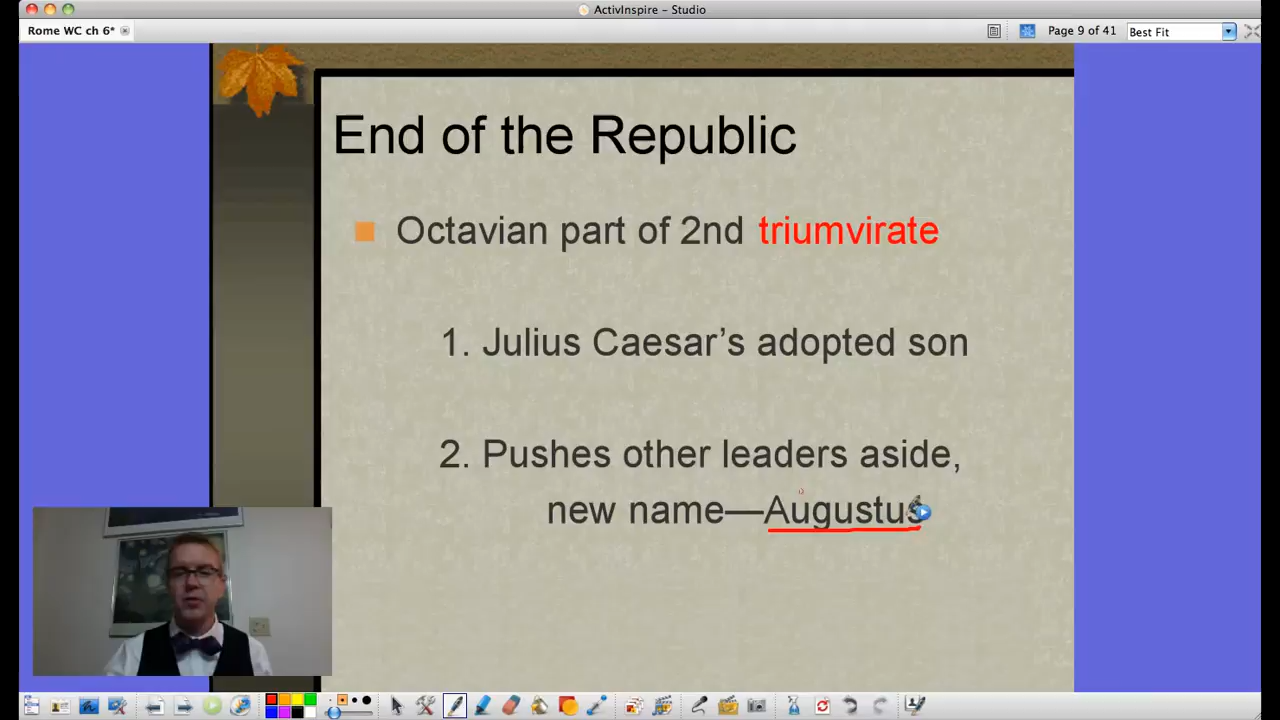 ActivInspire – Studio
Rome WC ch 6*
Page 9 of 41
Best Fit
End of the Republic
Octavian part of 2nd triumvirate
1. Julius Caesar’s adopted son
2. Pushes other leaders aside,
new name—Augustus